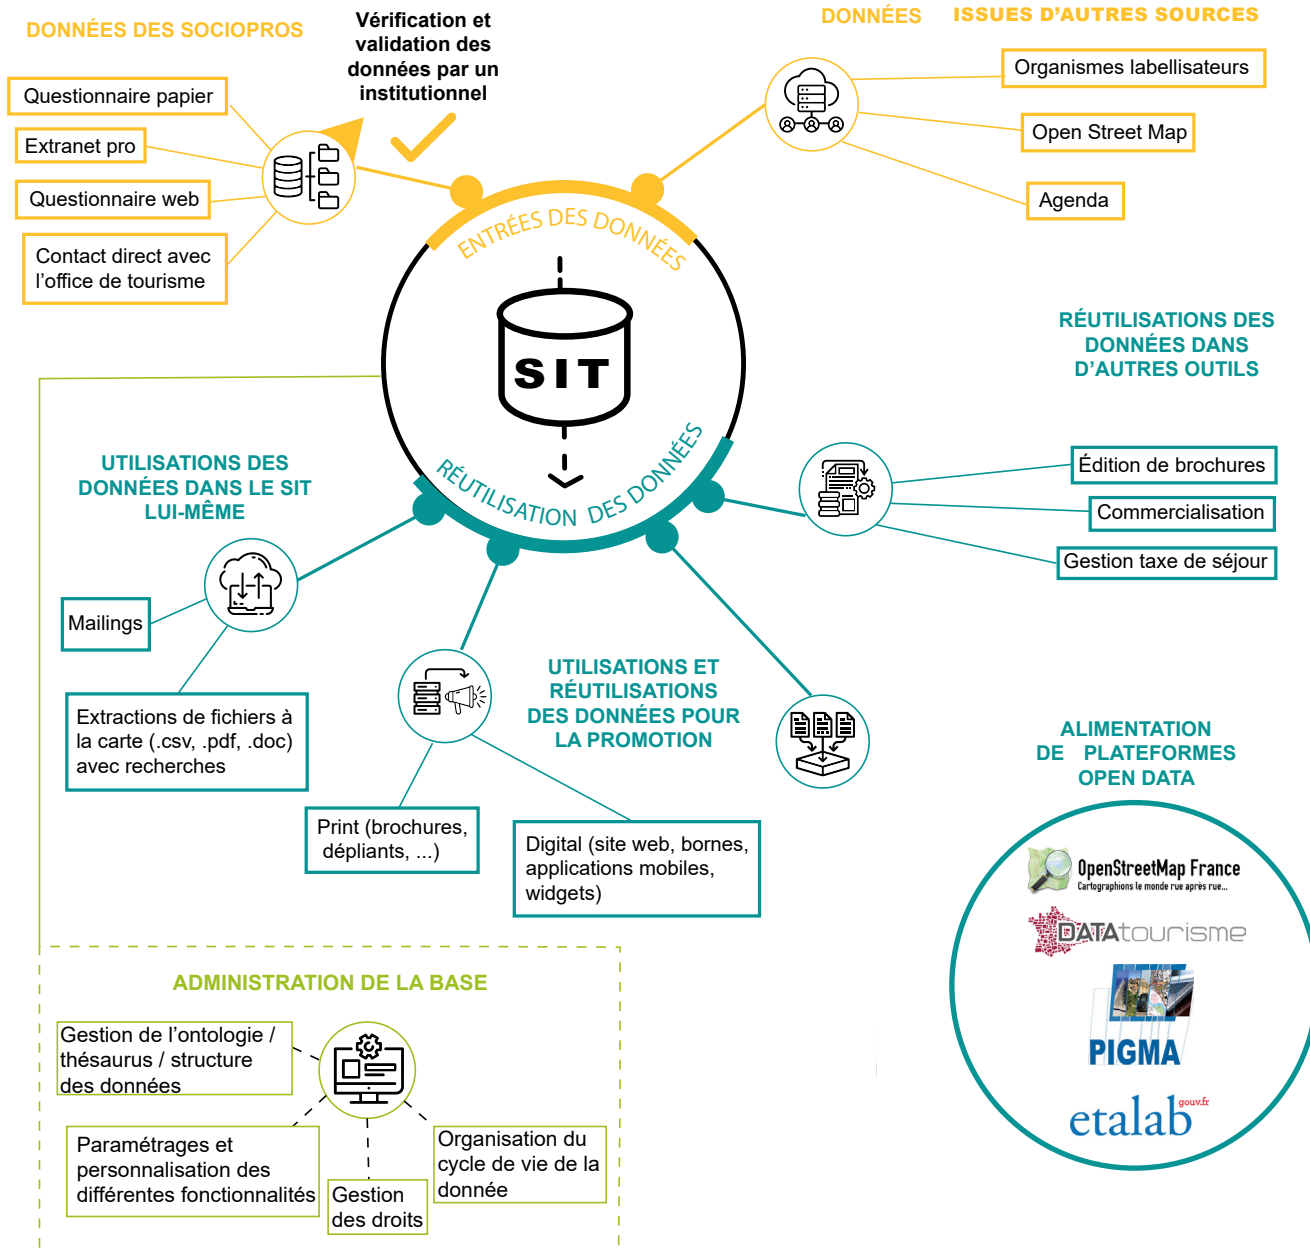 DONNÉES DES SOCIOPROS
Vérification et
validation des
données par un
institutionnel
Questionnaire papier
Extranet pro
Questionnaire web
Contact direct avec
l'office de tourisme
DONNÉES ISSUES D'AUTRES SOURCES
Organismes labellisateurs
Open Street Map
Agenda
ENTRÉES DES DONNÉES
SIT
RÉUTILISATION DES DONNÉES
RÉUTILISATIONS DES
DONNÉES DANS
D'AUTRES OUTILS
Édition de brochures
Commercialisation
Gestion taxe de séjour
UTILISATIONS DES
DONNÉES DANS LE SIT
LUI-MÊME
Mailings
Extractions de fichiers à
la carte (.csv, .pdf, .doc)
avec recherches
UTILISATIONS ET
RÉUTILISATIONS
DES DONNÉES POUR
LA PROMOTION
Print (brochures,
dépliants, ...)
Digital (site web, bornes,
applications mobiles,
widgets)
ALIMENTATION
DE PLATEFORMES
OPEN DATA
OpenStreetMap France
Cartographions le monde rue après rue...
DATAtourisme
PIGMA
etalab gouv.fr
ADMINISTRATION DE LA BASE
Gestion de l'ontologie /
thésaurus / structure
des données
Paramétrages et
personnalisation des
différentes fonctionnalités
Gestion
des droits
Organisation du
cycle de vie de la
donnée